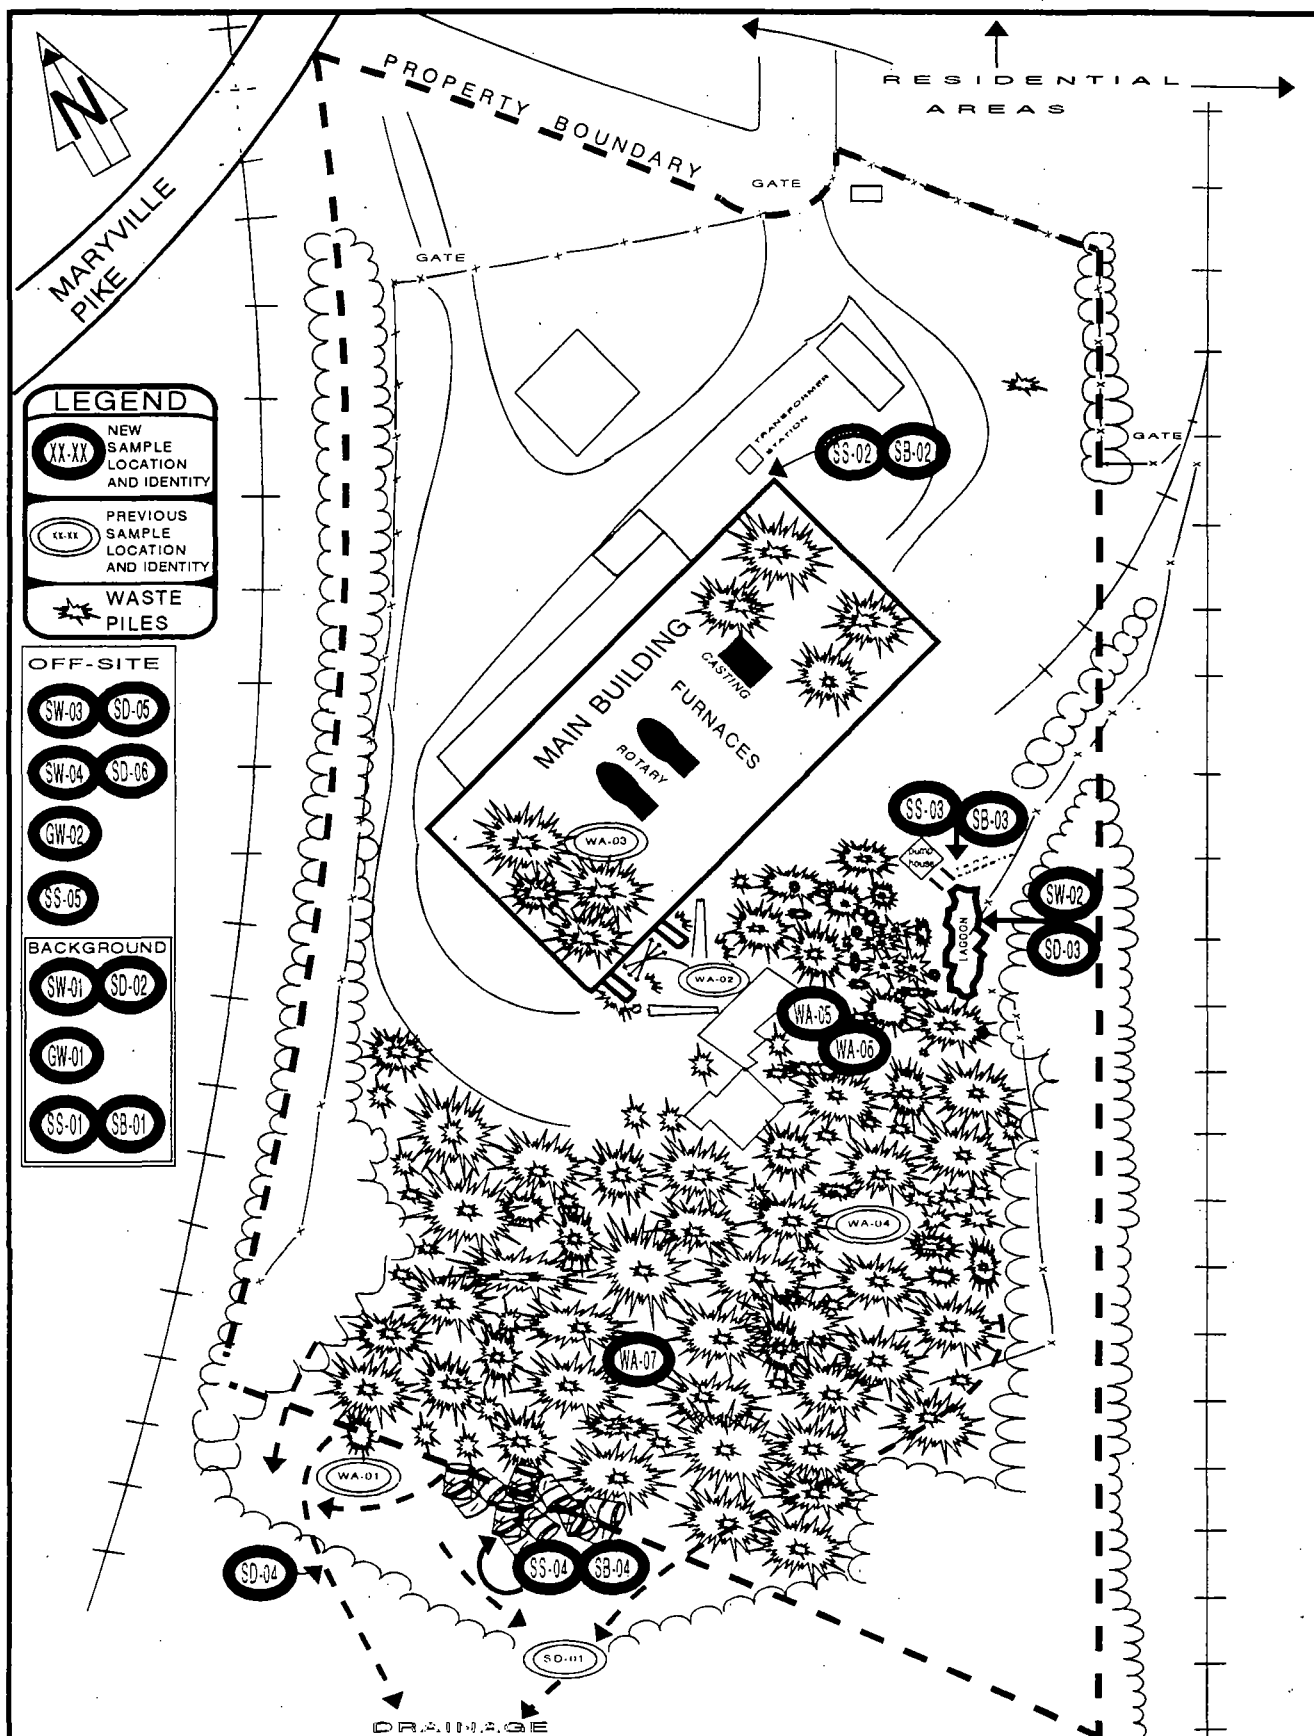 N
RESIDENTIAL
AREAS
PROPERTY BOUNDARY
GATE
GATE
MARYVILLE
PIKE
LEGEND
XX-XX
NEW
SAMPLE
LOCATION
AND IDENTITY
XX-XX
PREVIOUS
SAMPLE
LOCATION
AND IDENTITY
WASTE
PILES
TRANSFORMER
STATION
SS-02 SB-02
GATE
OFF-SITE
SW-03 SD-05
SW-04 SD-06
GW-02
SS-05
BACKGROUND
SW-01 SD-02
GW-01
SS-01 SB-01
MAIN BUILDING
CASTING
FURNACES
ROTARY
WA-03
SS-03 SB-03
pump
house
LAGOON
SW-02
SD-03
WA-02
WA-05
WA-06
WA-04
WA-07
WA-01
SD-04
SS-04 SB-04
SD-01
DRAINAGE